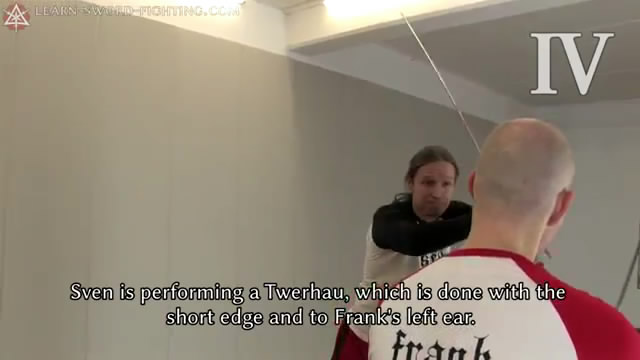 LEARN-SWORD-FIGHTING.COM
IV
Sven is performing a Twerhau, which is done with the
short edge and to Frank's left ear.
frank